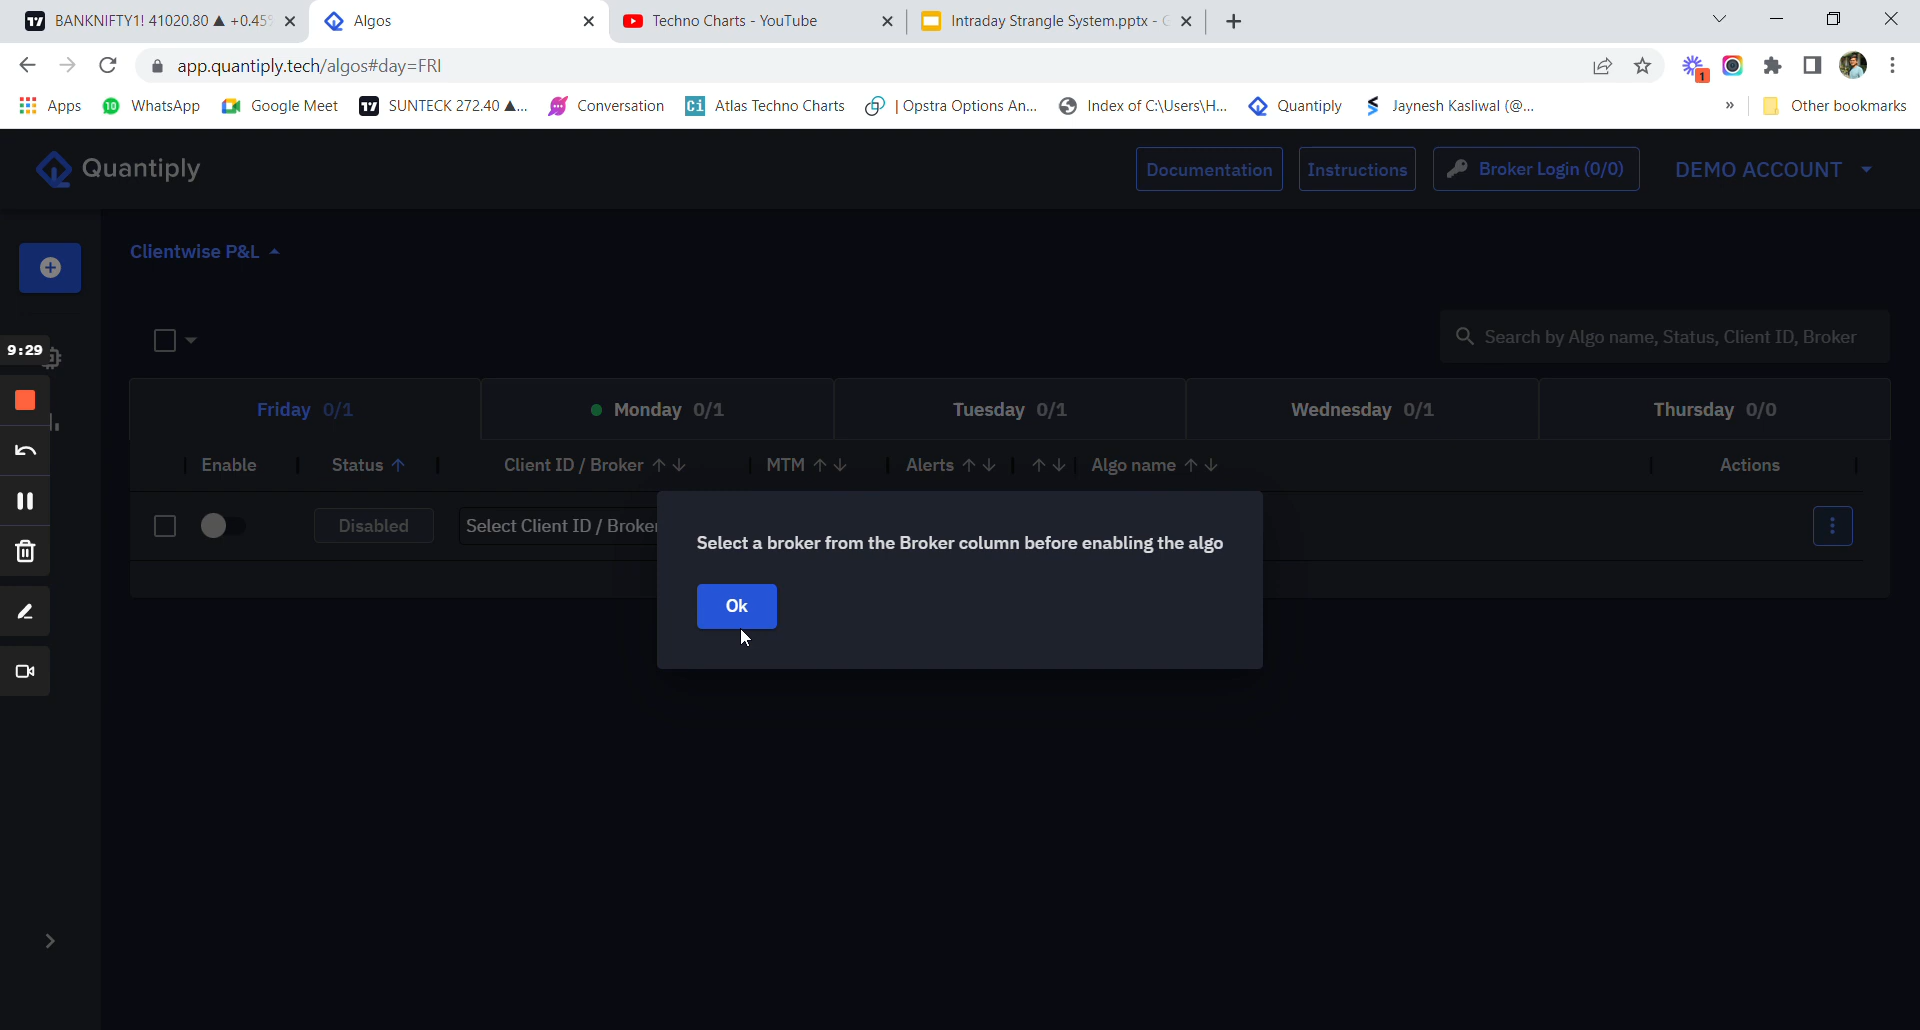 BANKNIFTY1! 41020.80 ▲ +0.45%
Algos
Techno Charts - YouTube
Intraday Strangle System.pptx -
app.quantiply.tech/algos#day=FRI
1
Apps
WhatsApp
Google Meet
SUNTECK 272.40 ▲...
Conversation
Atlas Techno Charts
| Opstra Options An...
Index of C:\Users\H...
Quantiply
Jaynesh Kasliwal (@...
»
Other bookmarks
Quantiply
Documentation
Instructions
Broker Login (0/0)
DEMO ACCOUNT
Clientwise P&L
9:29
Search by Algo name, Status, Client ID, Broker
Friday 0/1
Monday 0/1
Tuesday 0/1
Wednesday 0/1
Thursday 0/0
Enable
Status ↑
Client ID / Broker ↑ ↓
MTM ↑ ↓
Alerts ↑ ↓
↑ ↓
Algo name ↑ ↓
Actions
Disabled
Select Client ID / Broker
Select a broker from the Broker column before enabling the algo
Ok